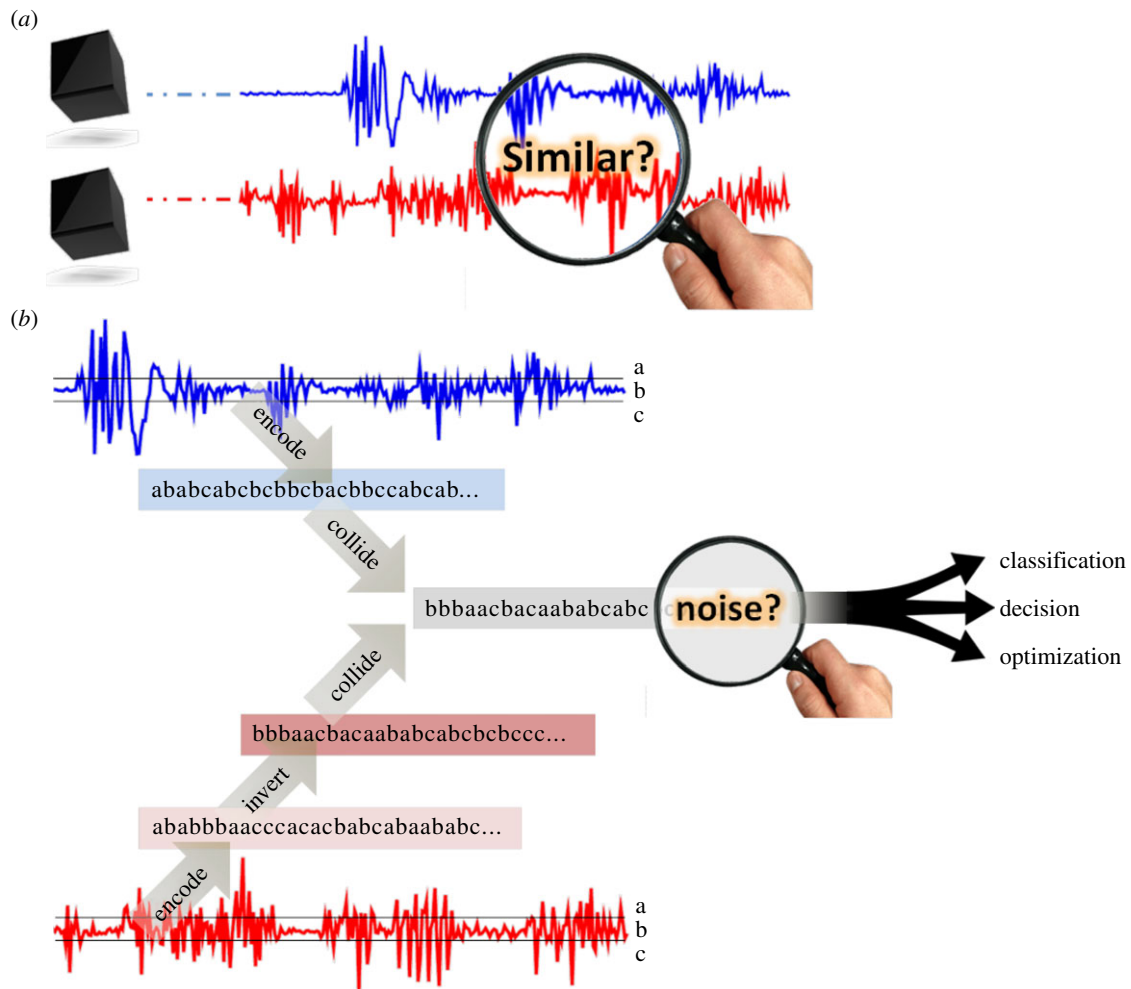 (a)
Similar?
(b)
a
b
c
encode
ababcabcbcbbcbacbbccabcab...
collide
classification
bbbaacbacaababcabc
noise?
decision
optimization
collide
bbbaacbacaababcabcbcbccc...
invert
ababbbaacccacacbabcabaababc...
encode
a
b
c